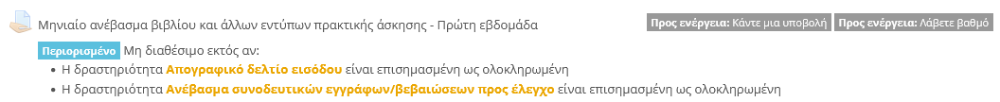 Μηνιαίο ανέβασμα βιβλίου και άλλων εντύπων πρακτικής άσκησης - Πρώτη εβδομάδα
Προς ενέργεια: Κάντε μια υποβολή Προς ενέργεια: Λάβετε βαθμό
Περιορισμένο Μη διαθέσιμο εκτός αν:
• Η δραστηριότητα Απογραφικό δελτίο εισόδου είναι επισημασμένη ως ολοκληρωμένη
• Η δραστηριότητα Ανέβασμα συνοδευτικών εγγράφων/βεβαιώσεων προς έλεγχο είναι επισημασμένη ως ολοκληρωμένη